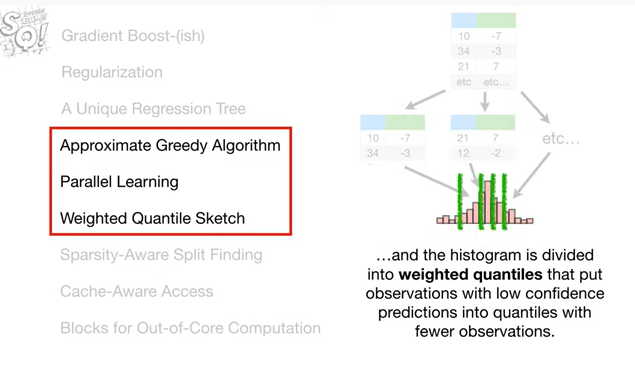 SQ!
Gradient Boost-(ish)
Regularization
A Unique Regression Tree
Approximate Greedy Algorithm
Parallel Learning
Weighted Quantile Sketch
Sparsity-Aware Split Finding
Cache-Aware Access
Blocks for Out-of-Core Computation
10 -7
34 -3
21 7
etc etc...
10 -7
34 -3
21 7
12 -2
etc...
...and the histogram is divided
into weighted quantiles that put
observations with low confidence
predictions into quantiles with
fewer observations.